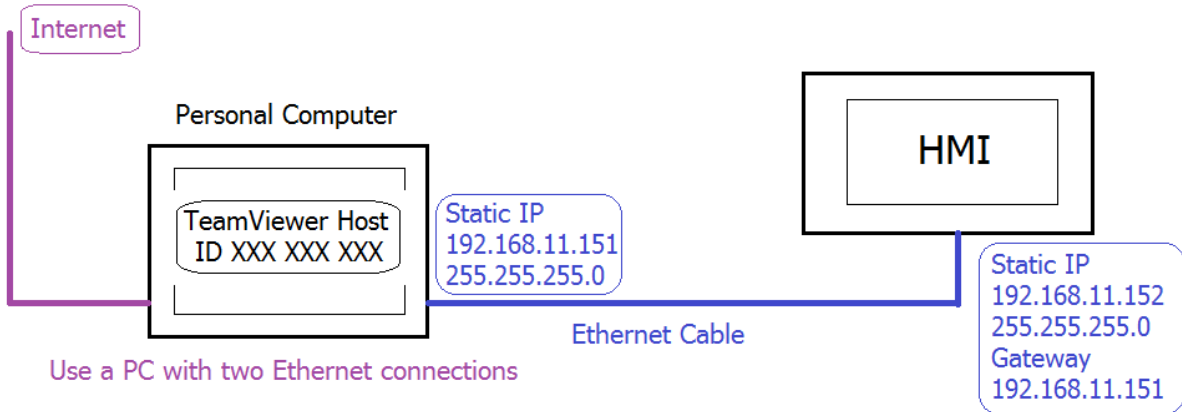 Internet
Personal Computer
TeamViewer Host
ID XXX XXX XXX
Static IP
192.168.11.151
255.255.255.0
HMI
Static IP
192.168.11.152
255.255.255.0
Gateway
192.168.11.151
Ethernet Cable
Use a PC with two Ethernet connections